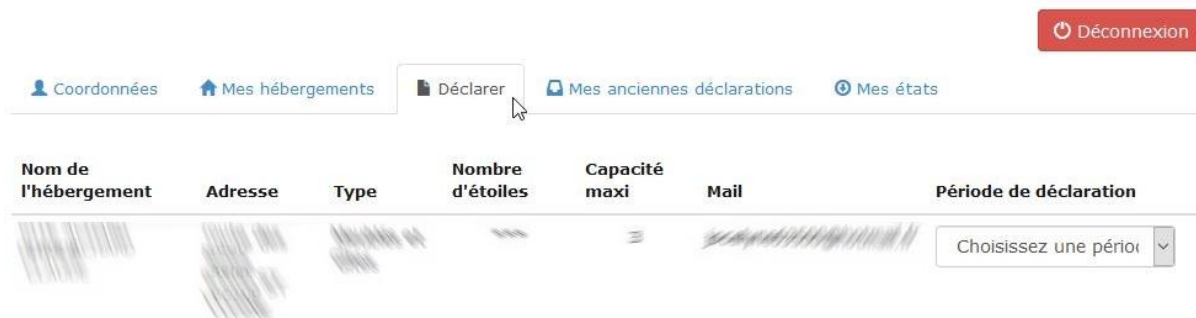 Déconnexion
Coordonnées Mes hébergements Déclarer Mes anciennes déclarations Mes états
Nom de l'hébergement Adresse Type Nombre d'étoiles Capacité maxi Mail Période de déclaration
Choisissez une pério